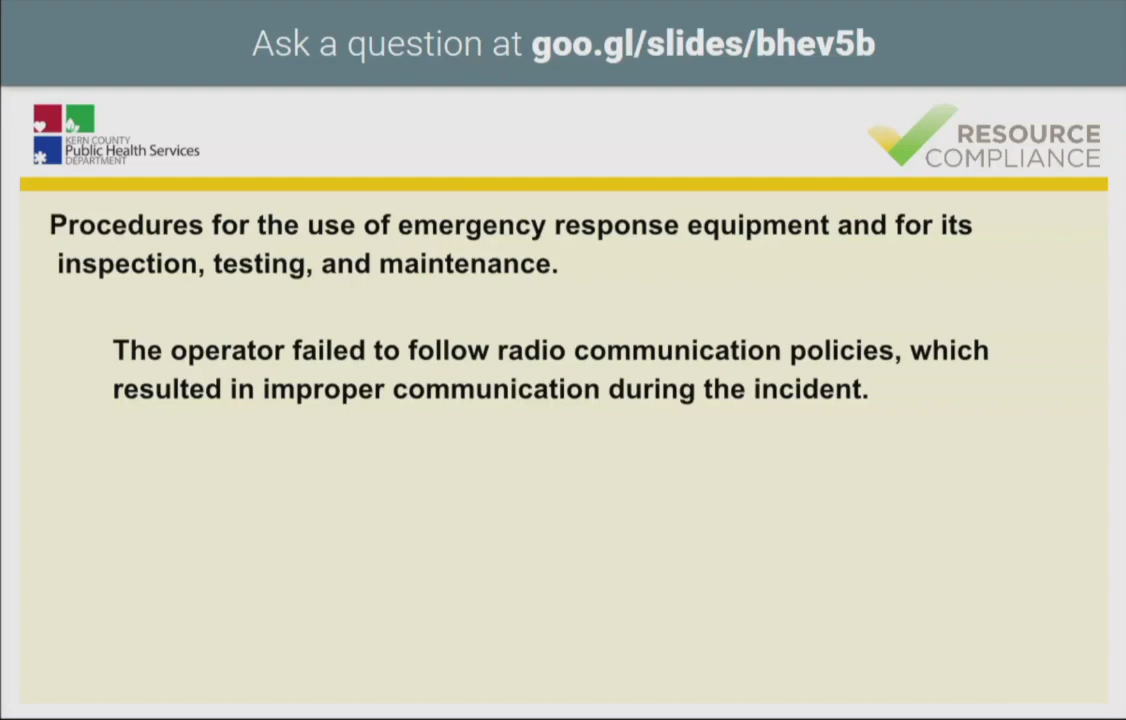 Ask a question at goo.gl/slides/bhev5b
KERN COUNTY
Public Health Services
DEPARTMENT
RESOURCE
COMPLIANCE
Procedures for the use of emergency response equipment and for its
inspection, testing, and maintenance.
The operator failed to follow radio communication policies, which
resulted in improper communication during the incident.